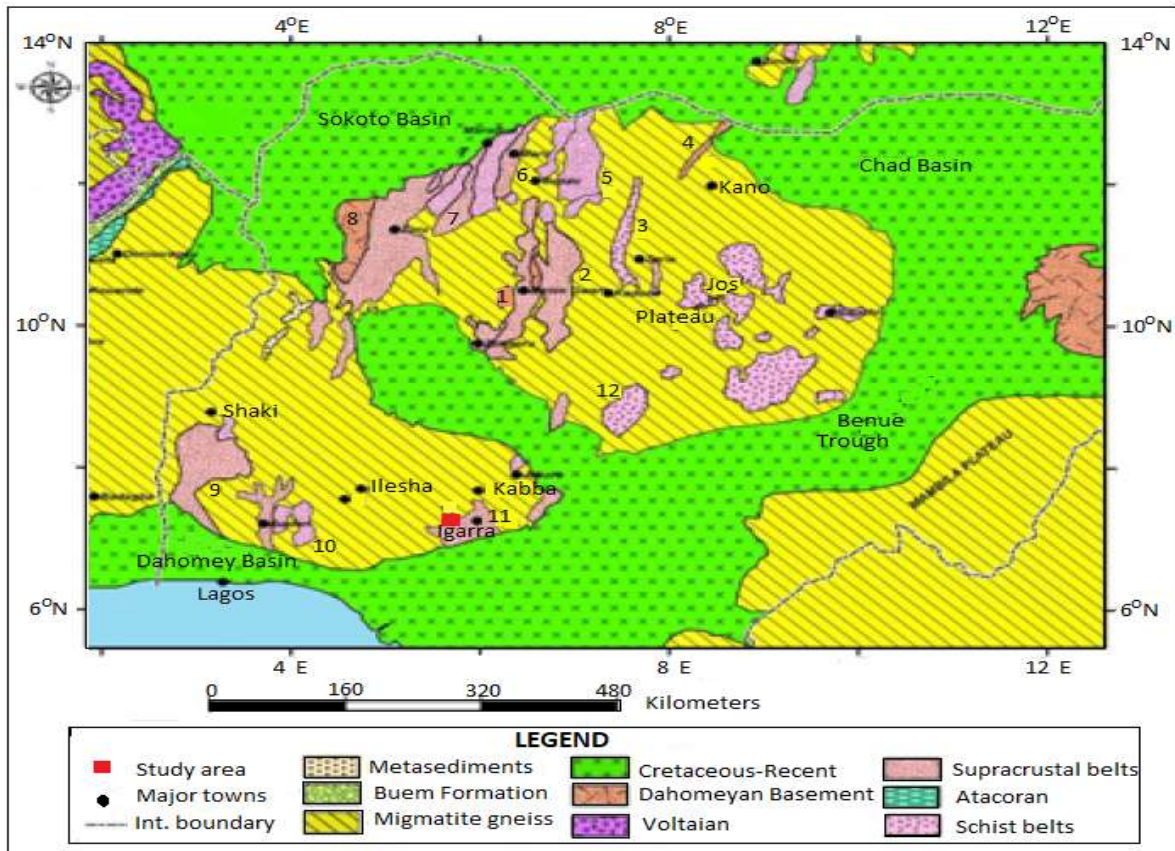 4°E 8°E 12°E
14°N 14°N
Sokoto Basin
Chad Basin
4
6
5
Kano
7
8
3
2
1
Jos
Plateau
10°N 10°N
12
Shaki
Benue
Trough
MAMBILA PLATEAU
Ilesha
Kabba
9
11
Igarra
10
Dahomey Basin
Lagos
6°N 6°N
4 E 8 E 12 E
0 160 320 480 Kilometers
LEGEND
Study area Metasediments Cretaceous-Recent Supracrustal belts
Major towns Buem Formation Dahomeyan Basement Atacoran
Int. boundary Migmatite gneiss Voltaian Schist belts